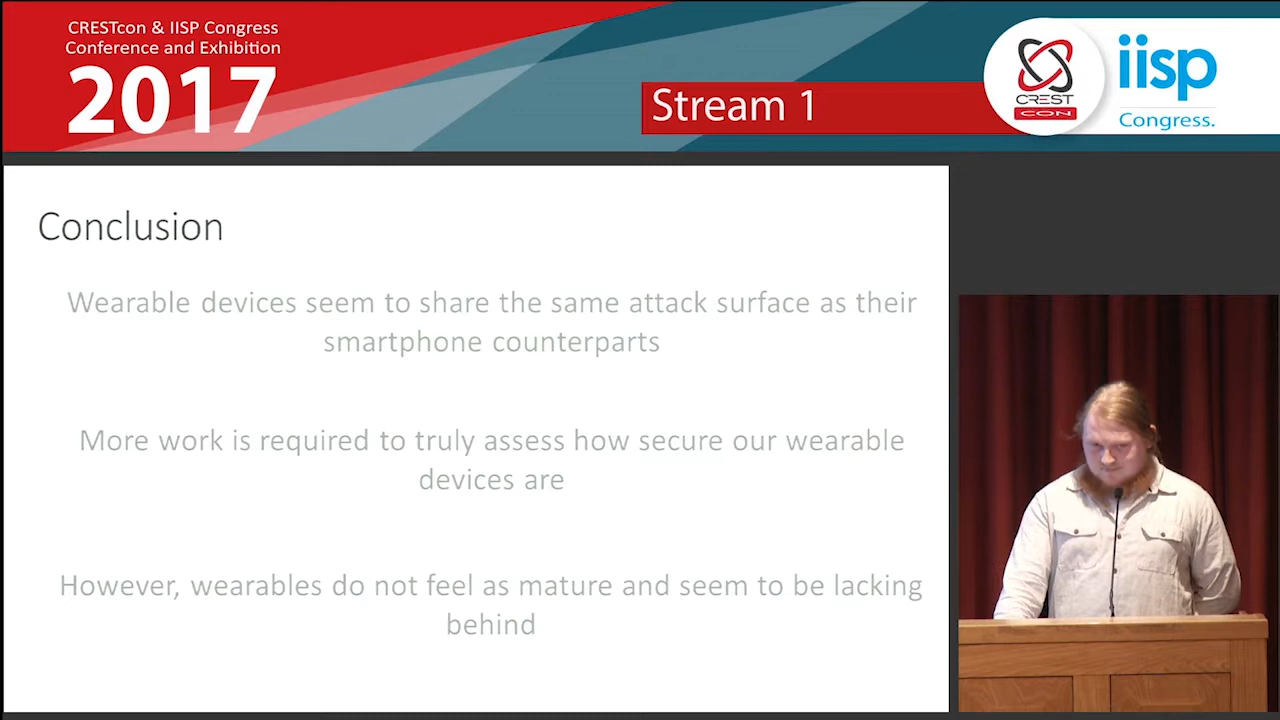 CRESTcon & IISP Congress
Conference and Exhibition
2017
Stream 1
CREST
CON
iisp
Congress.
Conclusion
Wearable devices seem to share the same attack surface as their
smartphone counterparts
More work is required to truly assess how secure our wearable
devices are
However, wearables do not feel as mature and seem to be lacking
behind